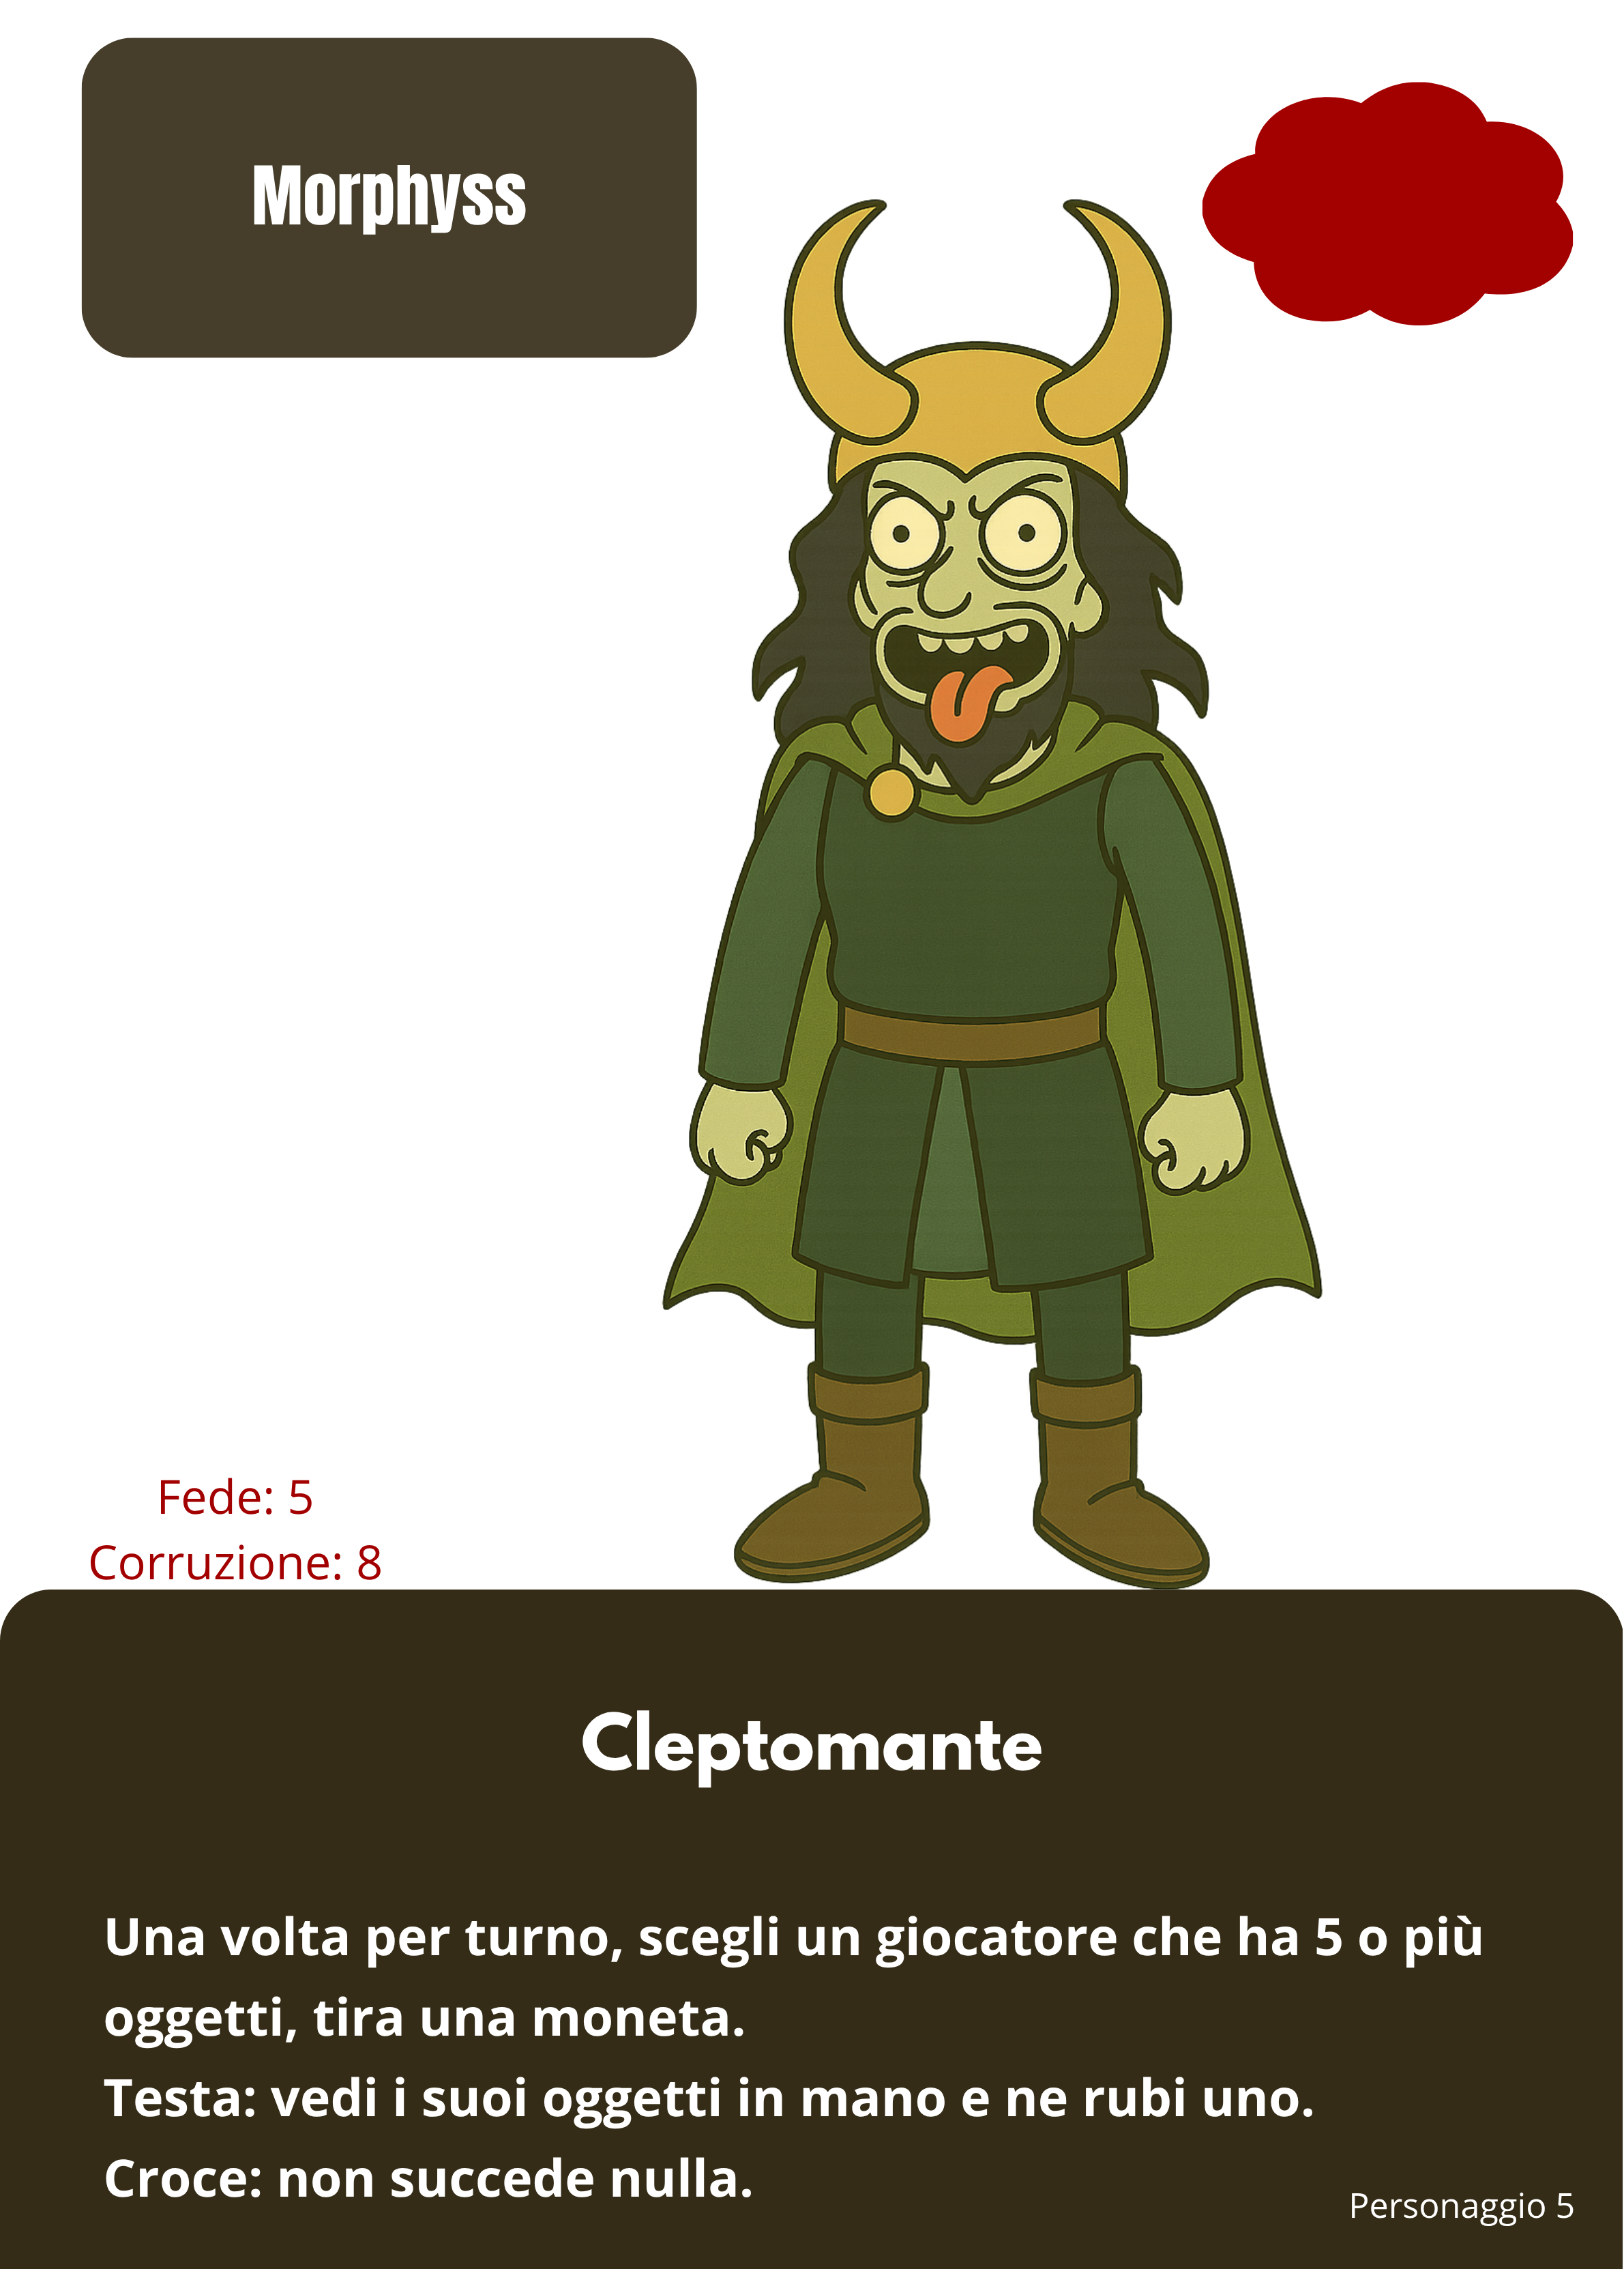 Morphyss
Fede: 5
Corruzione: 8
Cleptomante
Una volta per turno, scegli un giocatore che ha 5 o più
oggetti, tira una moneta.
Testa: vedi i suoi oggetti in mano e ne rubi uno.
Croce: non succede nulla.
Personaggio 5